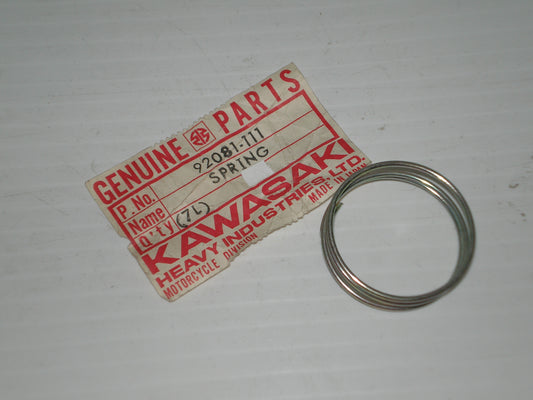 GENUINE PARTS
P.No. 92081-111
Name SPRING
Q'ty (7L)
KAWASAKI
HEAVY INDUSTRIES, LTD.
MOTORCYCLE DIVISION MADE IN